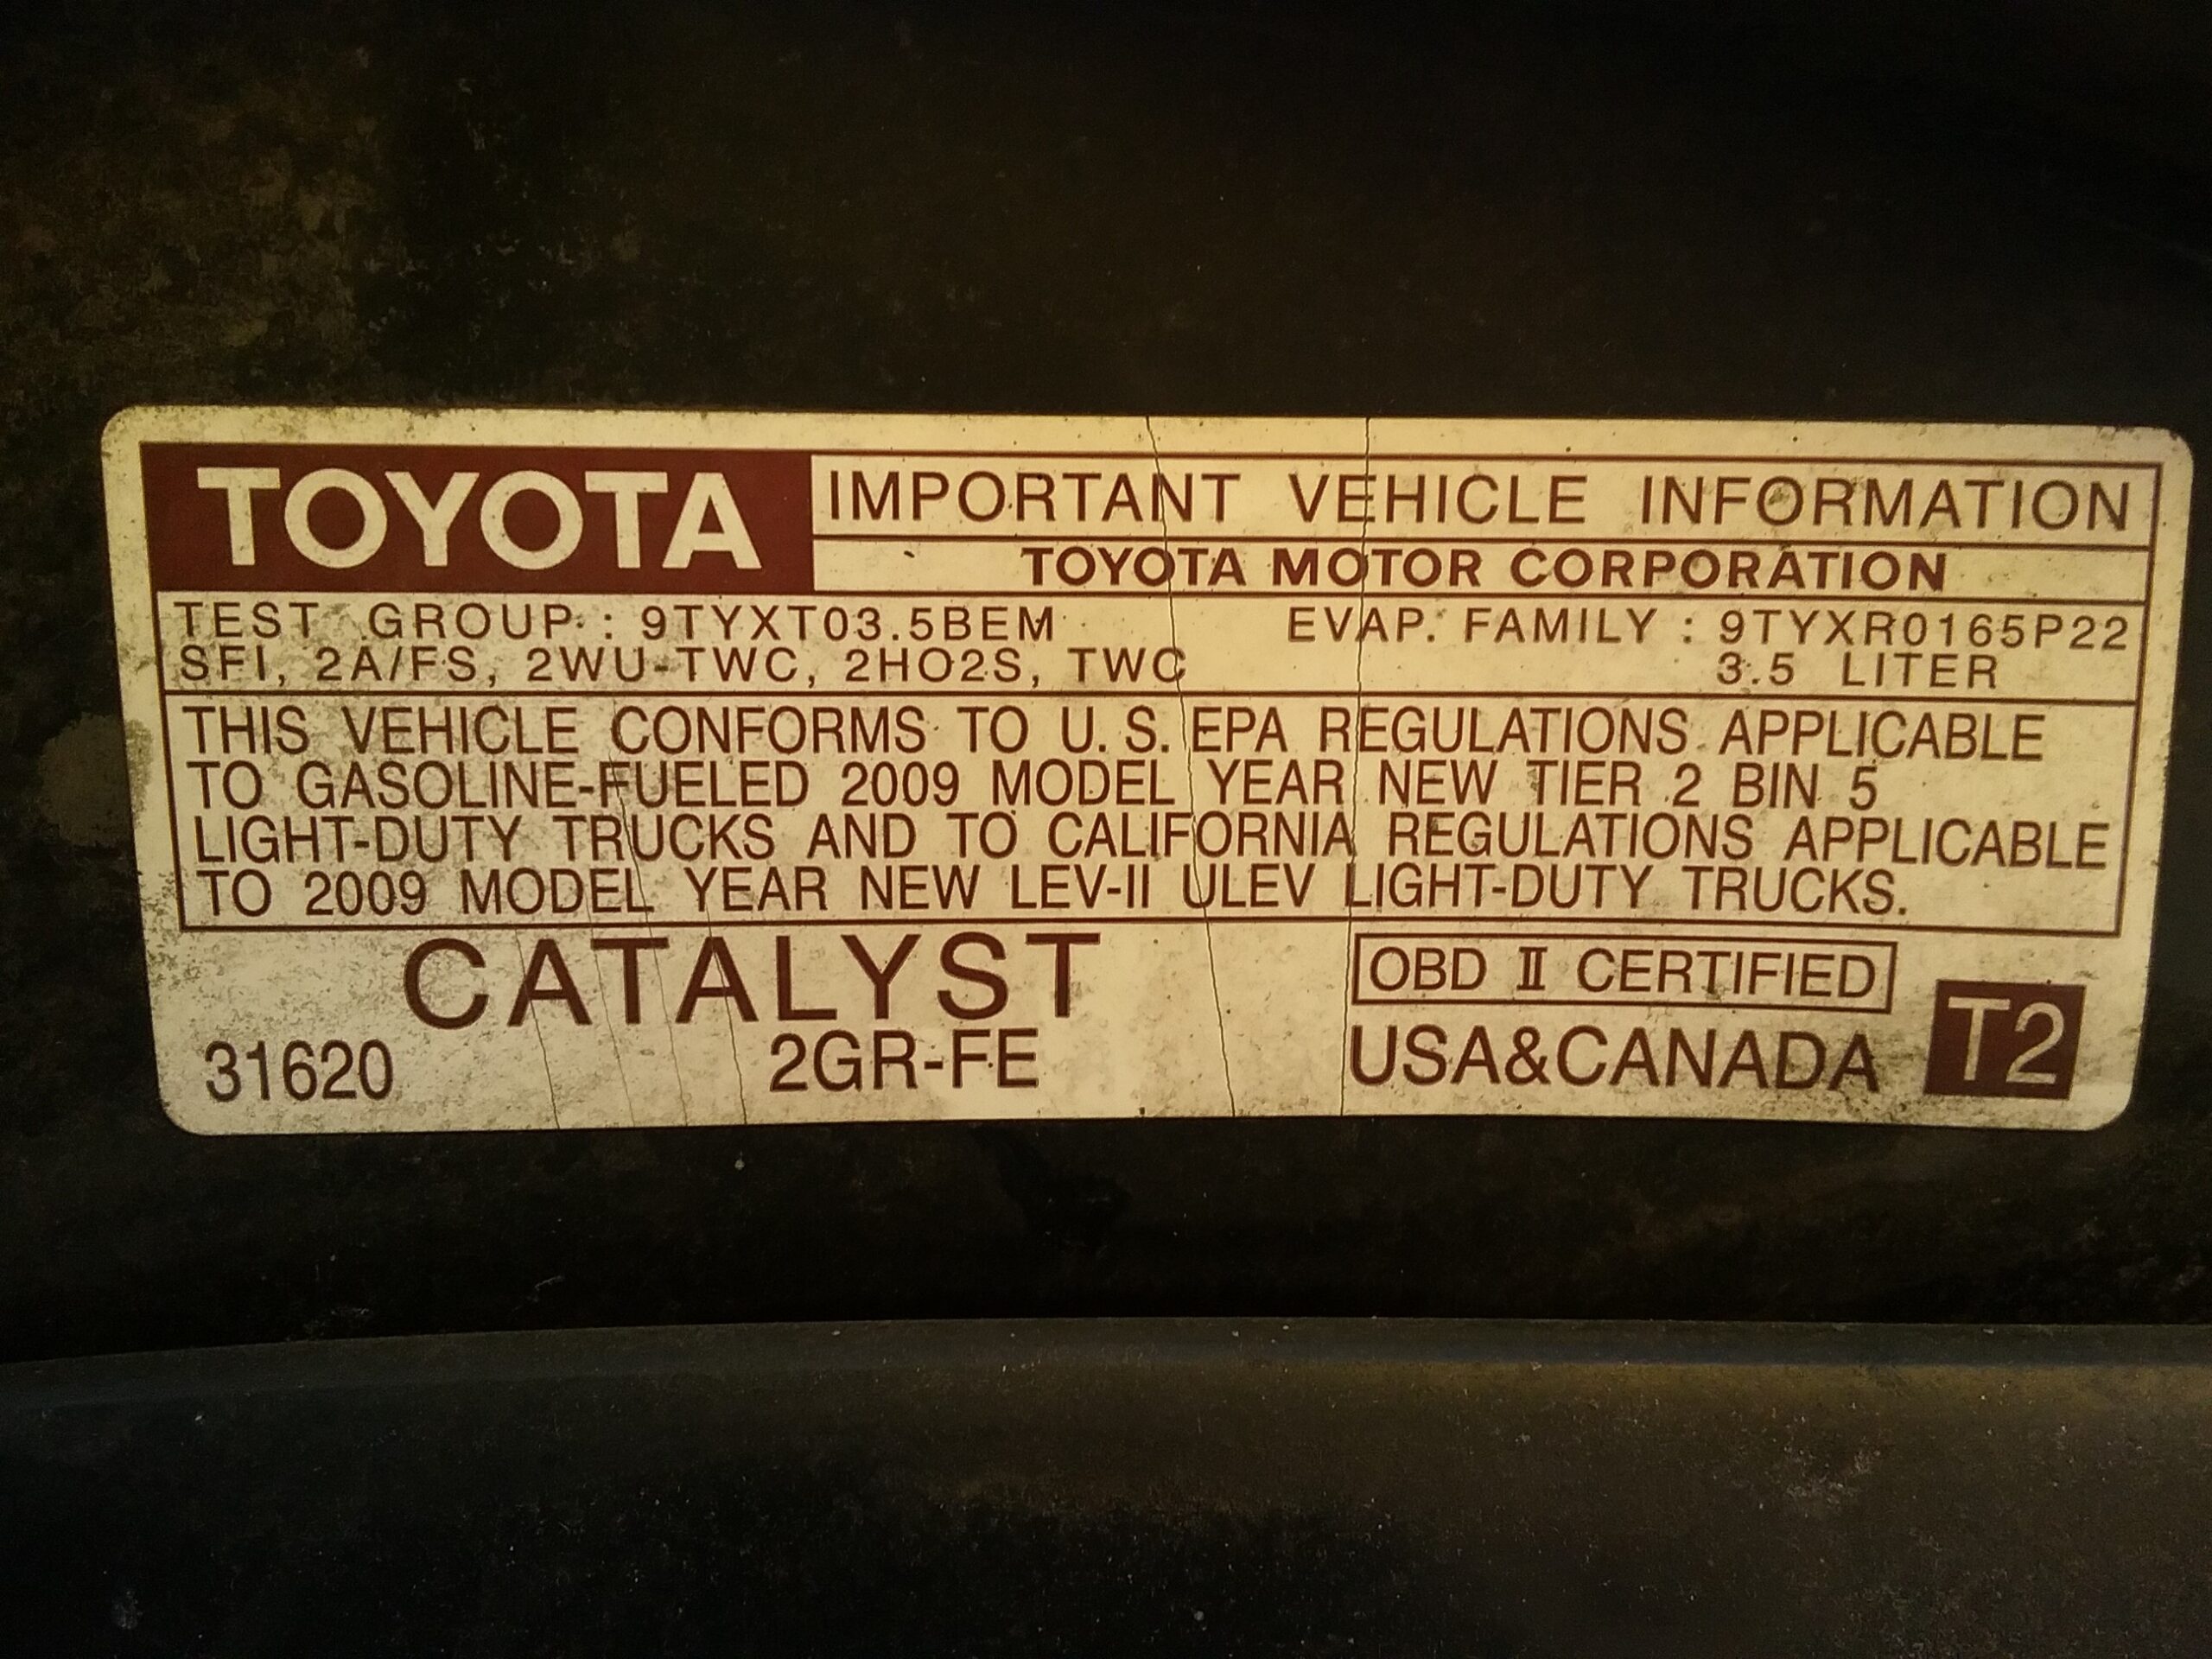 TOYOTA IMPORTANT VEHICLE INFORMATION
TOYOTA MOTOR CORPORATION
TEST GROUP : 9TYXT03.5BEM EVAP. FAMILY : 9TYXR0165P22
SFI, 2A/FS, 2WU-TWC, 2HO2S, TWC 3.5 LITER
THIS VEHICLE CONFORMS TO U.S. EPA REGULATIONS APPLICABLE
TO GASOLINE-FUELED 2009 MODEL YEAR NEW TIER 2 BIN 5
LIGHT-DUTY TRUCKS AND TO CALIFORNIA REGULATIONS APPLICABLE
TO 2009 MODEL YEAR NEW LEV-II ULEV LIGHT-DUTY TRUCKS.
CATALYST OBD II CERTIFIED
31620 2GR-FE USA&CANADA T2